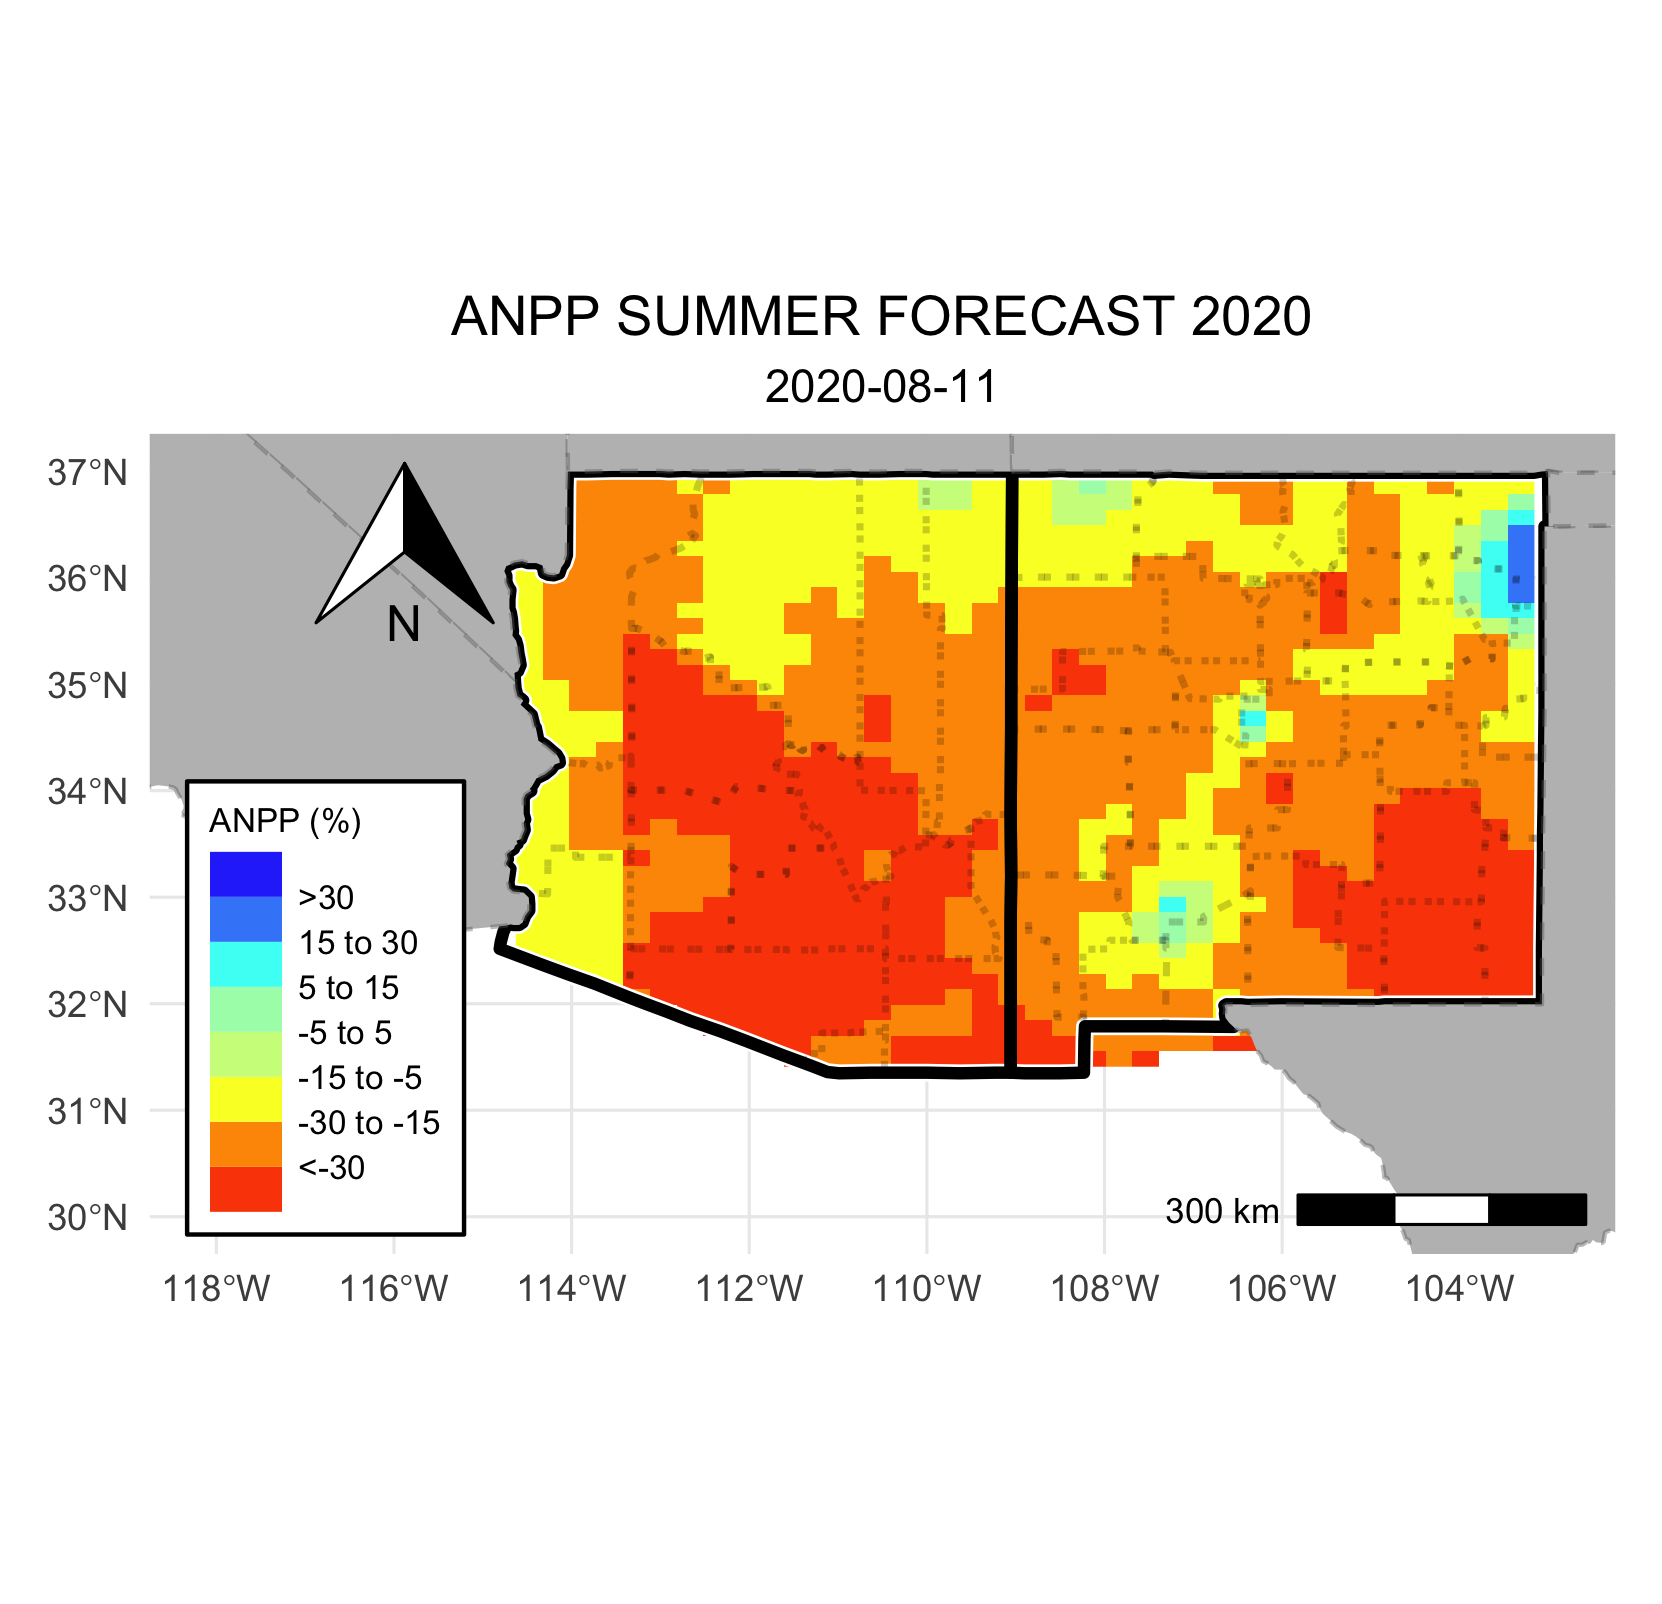 ANPP SUMMER FORECAST 2020
2020-08-11
37°N
36°N
35°N
34°N
33°N
32°N
31°N
30°N
N
ANPP (%)
>30
15 to 30
5 to 15
-5 to 5
-15 to -5
-30 to -15
<-30
300 km
118°W 116°W 114°W 112°W 110°W 108°W 106°W 104°W